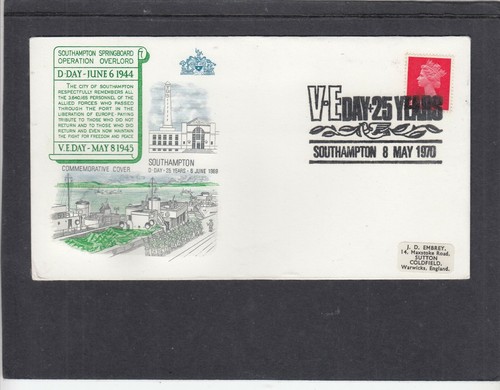 SOUTHAMPTON SPRINGBOARD
OPERATION OVERLORD
D-DAY-JUNE 6 1944
THE CITY OF SOUTHAMPTON
RESPECTFULLY REMEMBERS ALL
THE 3,640,165 PERSONNEL OF THE
ALLIED FORCES WHO PASSED
THROUGH THE PORT IN THE
LIBERATION OF EUROPE-PAYING
TRIBUTE TO THOSE WHO DID NOT
RETURN AND TO THOSE WHO DID
RETURN AND EVEN NOW MAINTAIN
THE FIGHT FOR FREEDOM AND PEACE
V.E.DAY-MAY 8 1945
COMMEMORATIVE COVER
SOUTHAMPTON
D-DAY-25 YEARS-6 JUNE 1969
V.E DAY-25 YEARS
SOUTHAMPTON 8 MAY 1970
J. D. EMBREY,
14, Maxstoke Road,
SUTTON
COLDFIELD,
Warwicks. England.